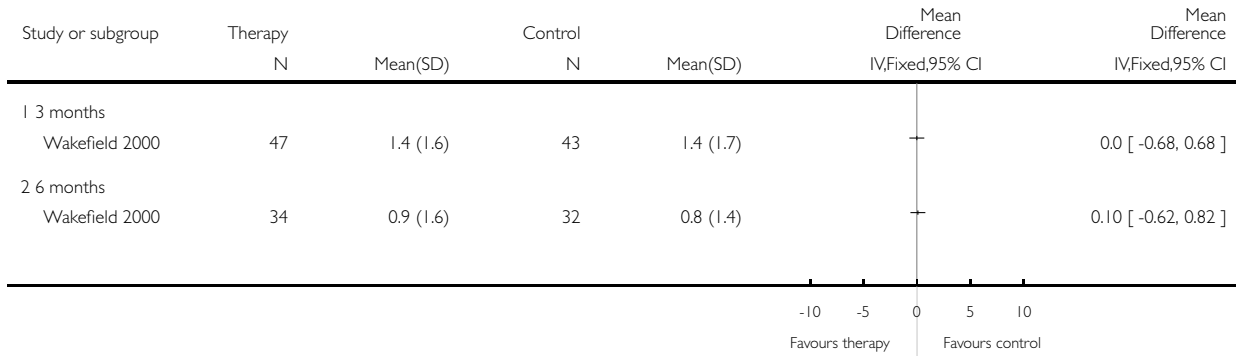 Study or subgroup Therapy Control Mean Difference Mean Difference
N Mean(SD) N Mean(SD) IV,Fixed,95% CI IV,Fixed,95% CI
1 3 months
Wakefield 2000 47 1.4 (1.6) 43 1.4 (1.7) 0.0 [ -0.68, 0.68 ]
2 6 months
Wakefield 2000 34 0.9 (1.6) 32 0.8 (1.4) 0.10 [ -0.62, 0.82 ]
-10 -5 0 5 10
Favours therapy Favours control